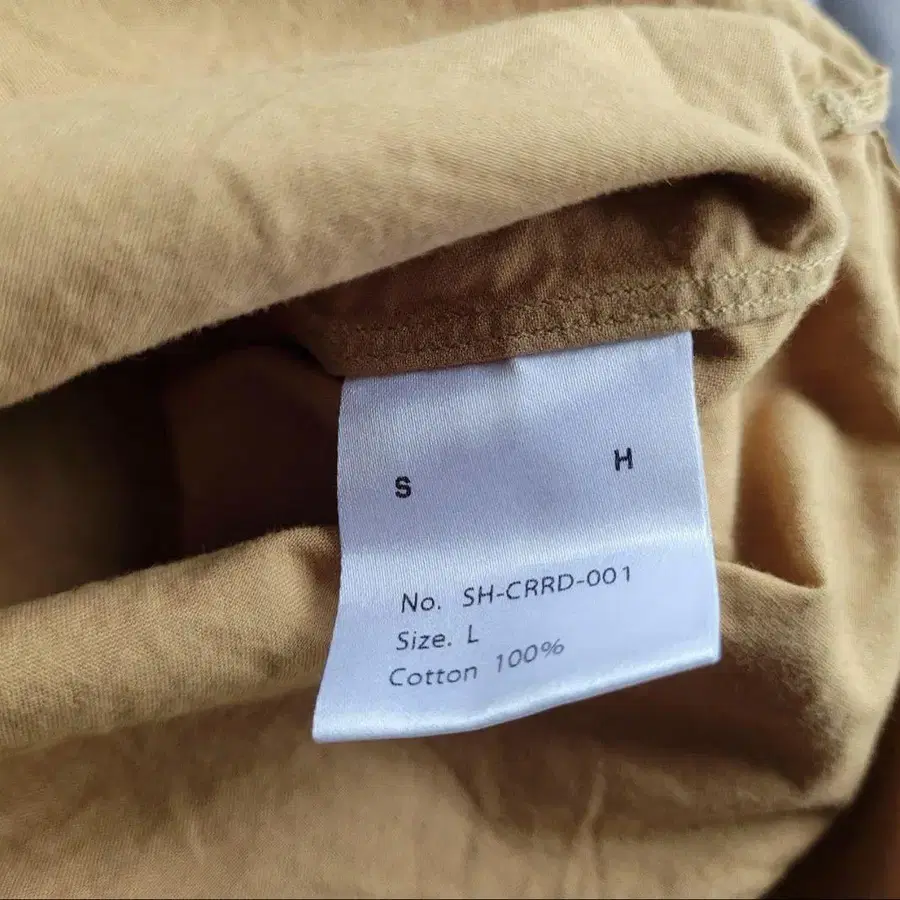 S H
No. SH-CRRD-001
Size. L
Cotton 100%